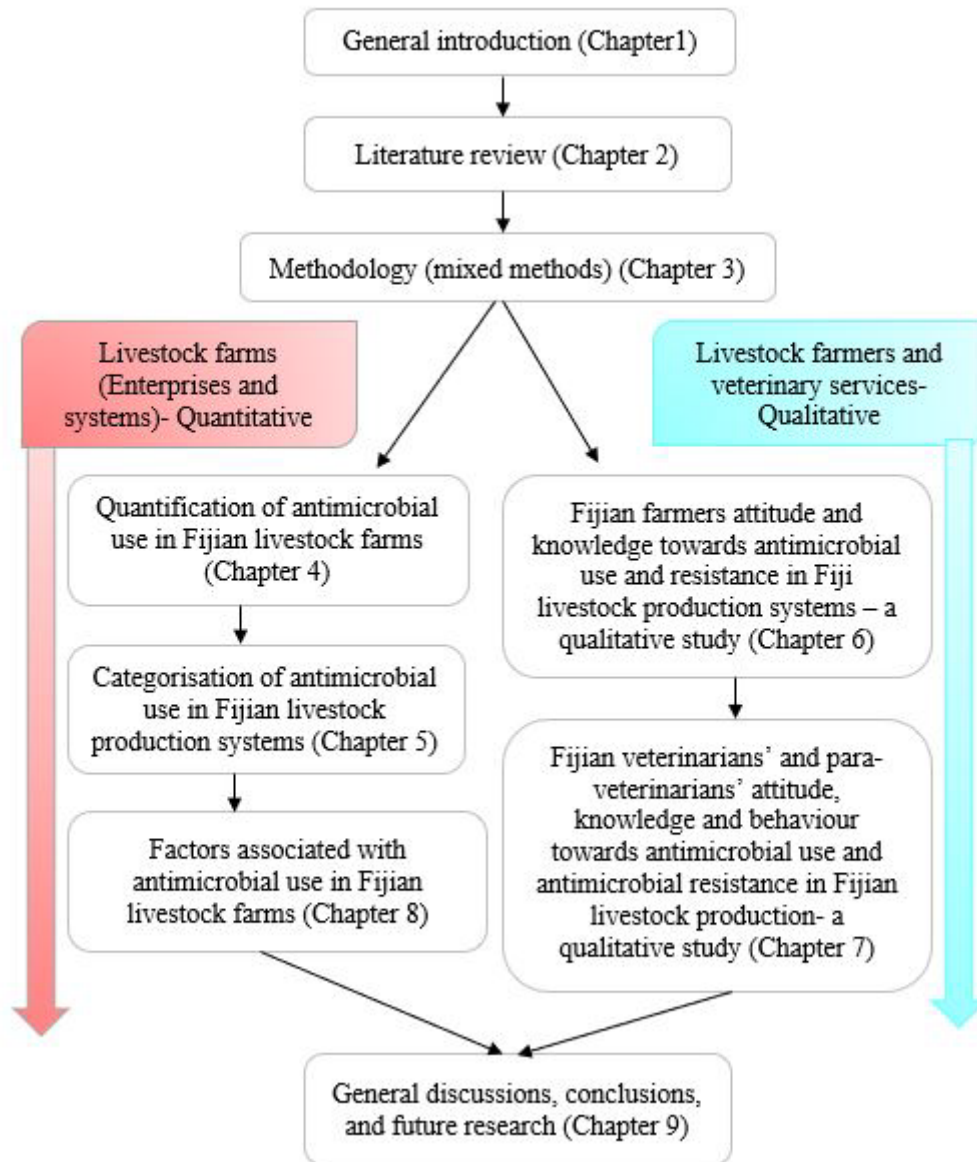 General introduction (Chapter1)
Literature review (Chapter 2)
Methodology (mixed methods) (Chapter 3)
Livestock farms
(Enterprises and
systems)- Quantitative
Livestock farmers and
veterinary services-
Qualitative
Quantification of antimicrobial
use in Fijian livestock farms
(Chapter 4)
Categorisation of antimicrobial
use in Fijian livestock
production systems (Chapter 5)
Factors associated with
antimicrobial use in Fijian
livestock farms (Chapter 8)
Fijian farmers attitude and
knowledge towards antimicrobial
use and resistance in Fiji
livestock production systems – a
qualitative study (Chapter 6)
Fijian veterinarians’ and para-
veterinarians’ attitude,
knowledge and behaviour
towards antimicrobial use and
antimicrobial resistance in Fijian
livestock production- a
qualitative study (Chapter 7)
General discussions, conclusions,
and future research (Chapter 9)